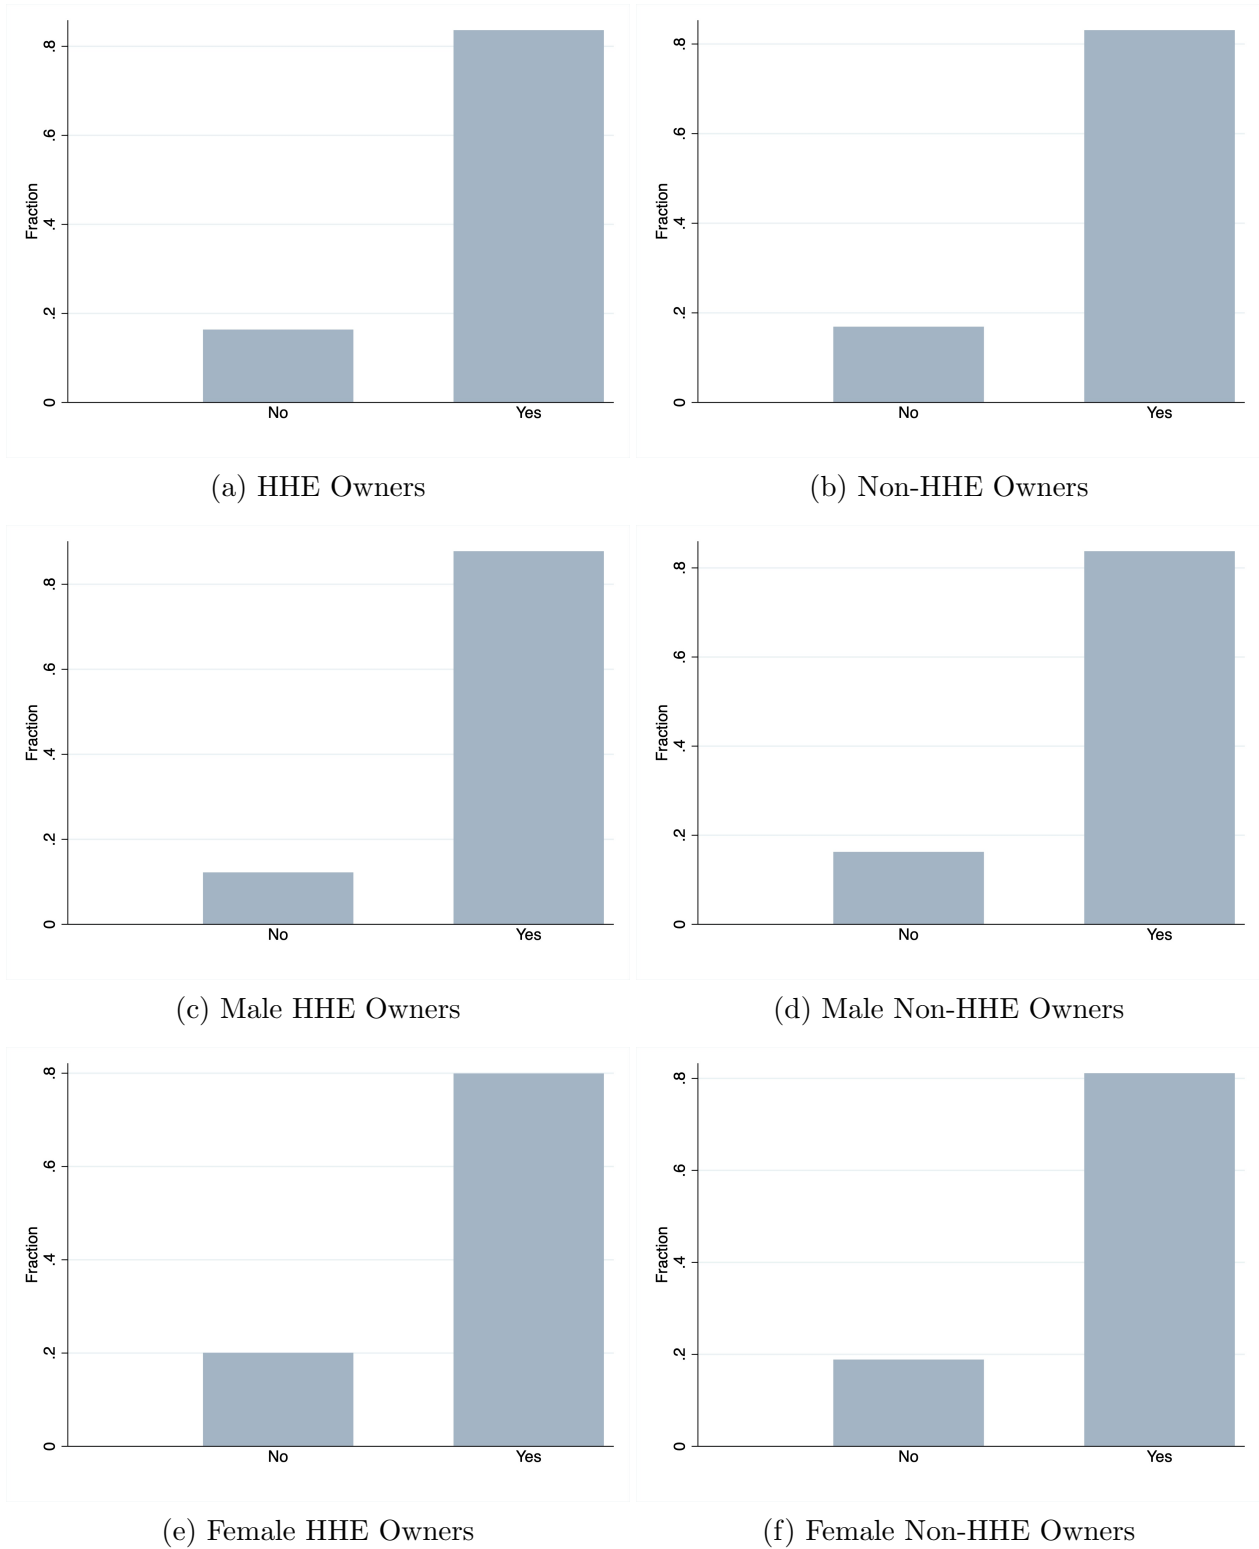 .8
.6
.4
.2
0
Fraction
No Yes
(a) HHE Owners
.8
.6
.4
.2
0
Fraction
No Yes
(b) Non-HHE Owners
.8
.6
.4
.2
0
Fraction
No Yes
(c) Male HHE Owners
.8
.6
.4
.2
0
Fraction
No Yes
(d) Male Non-HHE Owners
.8
.6
.4
.2
0
Fraction
No Yes
(e) Female HHE Owners
.8
.6
.4
.2
0
Fraction
No Yes
(f) Female Non-HHE Owners